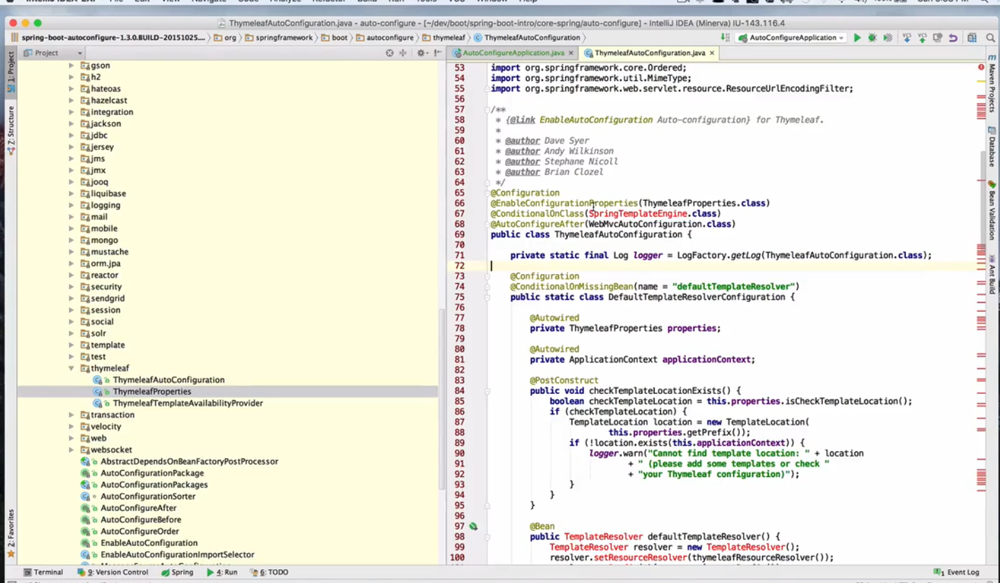 ThymeleafAutoConfiguration.java - auto-configure - [~/dev/boot/spring-boot-intro/core-spring/auto-configure] - IntelliJ IDEA (Minerva) IU-143.116.4
spring-boot-autoconfigure-1.3.0.BUILD-20151025.... org springframework boot autoconfigure thymeleaf ThymeleafAutoConfiguration AutoConfigureApplication
Project
AutoConfigureApplication.java ThymeleafAutoConfiguration.java
1: Project
Z: Structure
2: Favorites
gson
h2
hateoas
hazelcast
integration
jackson
jdbc
jersey
jms
jmx
jooq
liquibase
logging
mail
mobile
mongo
mustache
orm.jpa
reactor
security
sendgrid
session
social
solr
template
test
thymeleaf
ThymeleafAutoConfiguration
ThymeleafProperties
ThymeleafTemplateAvailabilityProvider
transaction
velocity
web
websocket
AbstractDependsOnBeanFactoryPostProcessor
AutoConfigurationPackage
AutoConfigurationPackages
AutoConfigurationSorter
AutoConfigureAfter
AutoConfigureBefore
AutoConfigureOrder
EnableAutoConfiguration
EnableAutoConfigurationImportSelector
53 import org.springframework.core.Ordered;
54 import org.springframework.util.MimeType;
55 import org.springframework.web.servlet.resource.ResourceUrlEncodingFilter;
56
57 /**
58 * {@link EnableAutoConfiguration Auto-configuration} for Thymeleaf.
59 *
60 * @author Dave Syer
61 * @author Andy Wilkinson
62 * @author Stephane Nicoll
63 * @author Brian Clozel
64 */
65 @Configuration
66 @EnableConfigurationProperties(ThymeleafProperties.class)
67 @ConditionalOnClass(SpringTemplateEngine.class)
68 @AutoConfigureAfter(WebMvcAutoConfiguration.class)
69 public class ThymeleafAutoConfiguration {
70
71 private static final Log logger = LogFactory.getLog(ThymeleafAutoConfiguration.class);
72
73 @Configuration
74 @ConditionalOnMissingBean(name = "defaultTemplateResolver")
75 public static class DefaultTemplateResolverConfiguration {
76
77 @Autowired
78 private ThymeleafProperties properties;
79
80 @Autowired
81 private ApplicationContext applicationContext;
82
83 @PostConstruct
84 public void checkTemplateLocationExists() {
85 boolean checkTemplateLocation = this.properties.isCheckTemplateLocation();
86 if (checkTemplateLocation) {
87 TemplateLocation location = new TemplateLocation(
88 this.properties.getPrefix());
89 if (!location.exists(this.applicationContext)) {
90 logger.warn("Cannot find template location: " + location
91 + " (please add some templates or check "
92 + "your Thymeleaf configuration)");
93 }
94 }
95 }
96
97 @Bean
98 public TemplateResolver defaultTemplateResolver() {
99 TemplateResolver resolver = new TemplateResolver();
100 resolver.setResourceResolver(thymeleafResourceResolver());
Maven Projects
Database
Bean Validation
Ant Build
Terminal 9: Version Control Spring 4: Run 6: TODO 1 Event Log